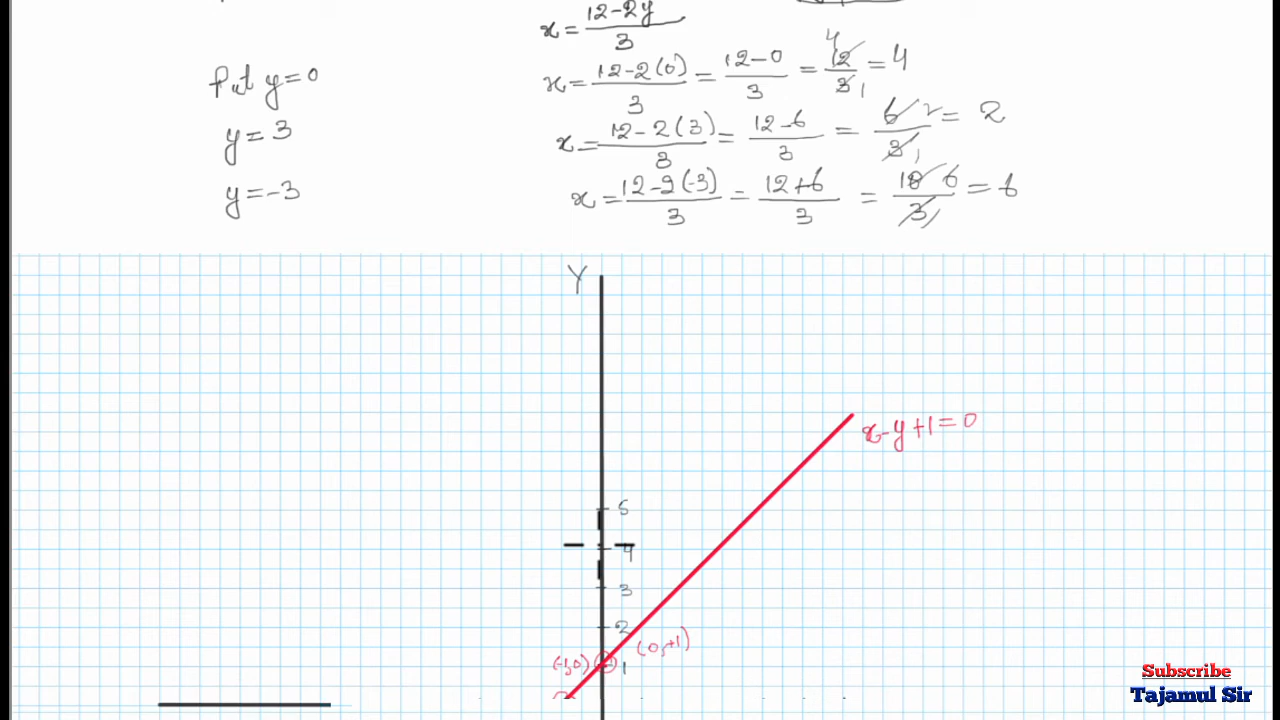 x = 12-2y/3
Put y=0 x = 12-2(0)/3 = 12-0/3 = 12/3 = 4
y = 3 x = 12-2(3)/3 = 12-6/3 = 6/3 = 2
y = -3 x = 12-2(-3)/3 = 12+6/3 = 18/3 = 6
Y
x-y+1=0
5
4
3
2
(0,+1)
(-1,0)
1
Subscribe
Tajamul Sir